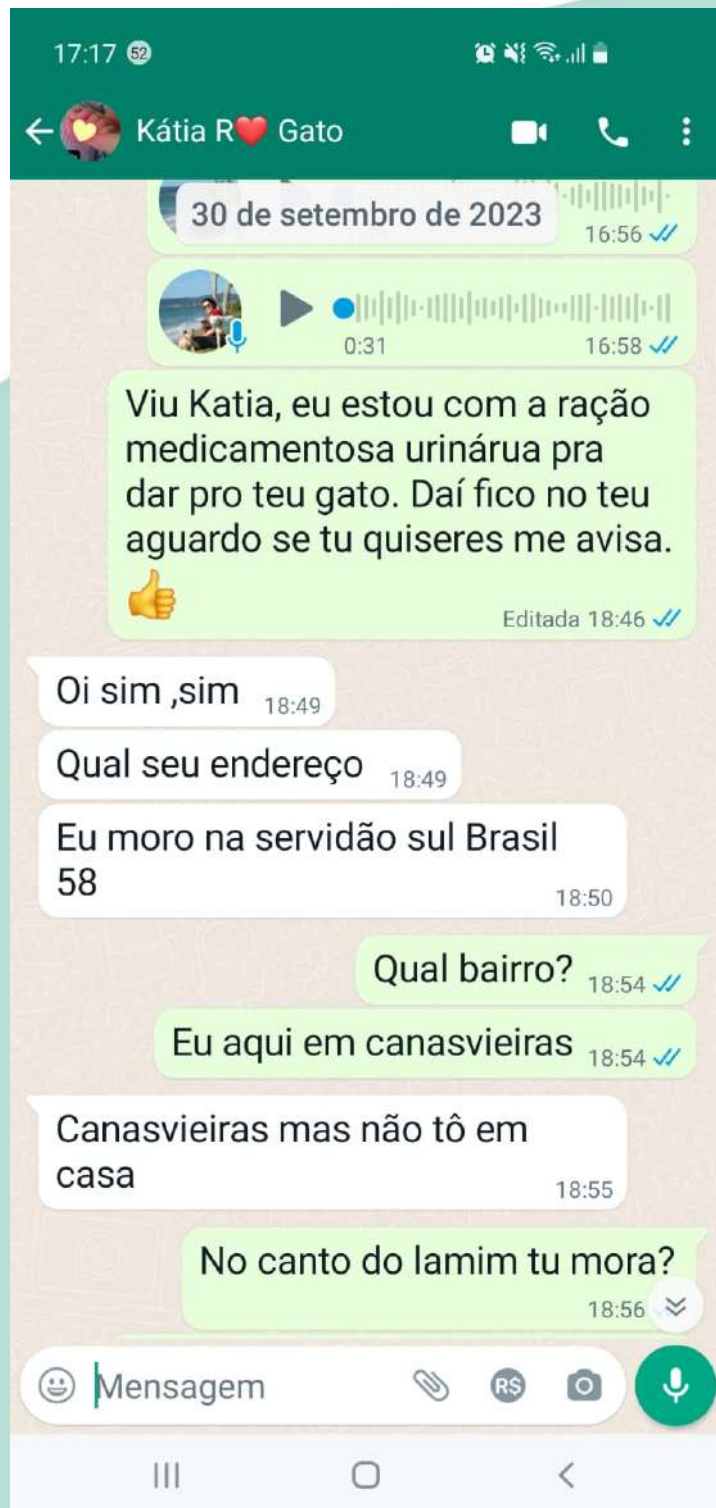 17:17 52
Kátia R❤️ Gato
30 de setembro de 2023
16:56
0:31 16:58
Viu Katia, eu estou com a ração
medicamentosa urinárua pra
dar pro teu gato. Daí fico no teu
aguardo se tu quiseres me avisa.
👍
Editada 18:46
Oi sim ,sim 18:49
Qual seu endereço 18:49
Eu moro na servidão sul Brasil
58
18:50
Qual bairro? 18:54
Eu aqui em canasvieiras 18:54
Canasvieiras mas não tô em
casa
18:55
No canto do lamim tu mora?
18:56
Mensagem R$